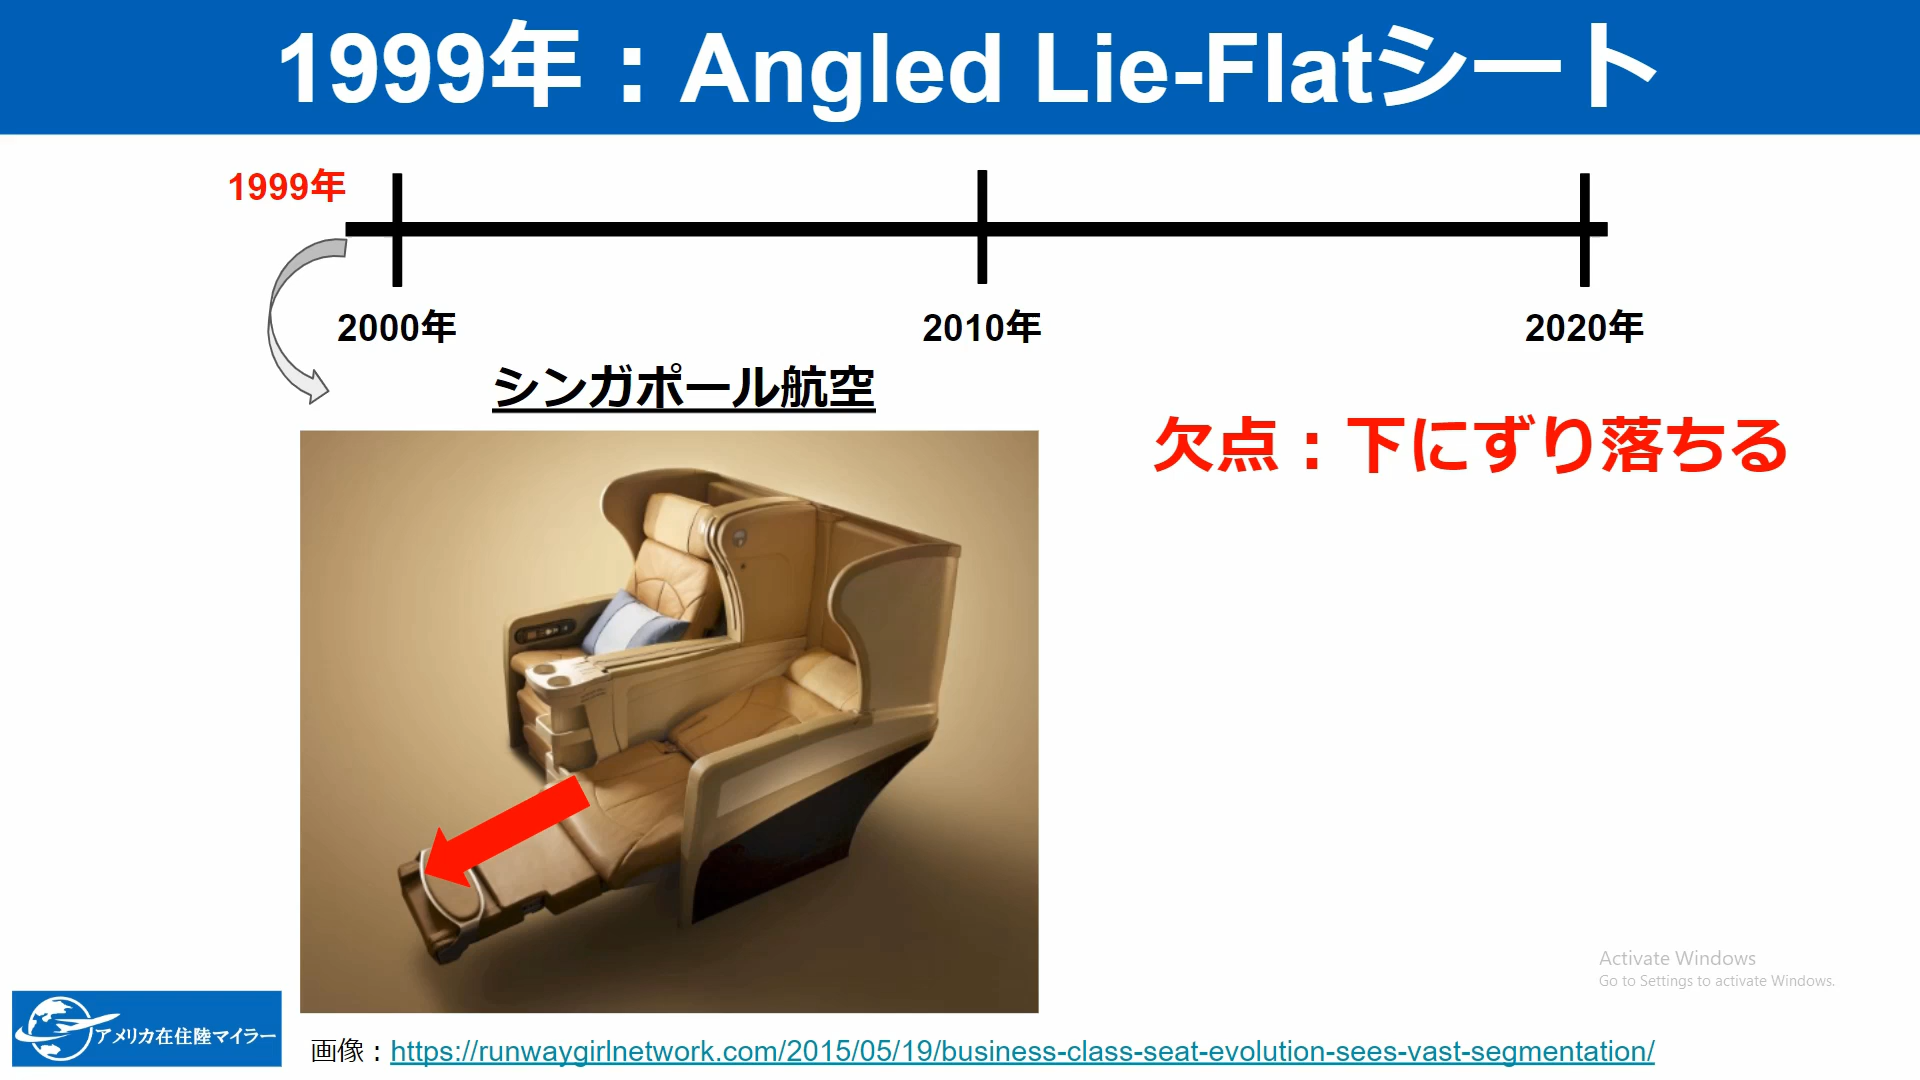 1999年：Angled Lie-Flatシート
1999年
2000年
2010年
2020年
シンガポール航空
欠点：下にずり落ちる
Activate Windows
Go to Settings to activate Windows.
アメリカ在住陸マイラー
画像：https://runwaygirlnetwork.com/2015/05/19/business-class-seat-evolution-sees-vast-segmentation/